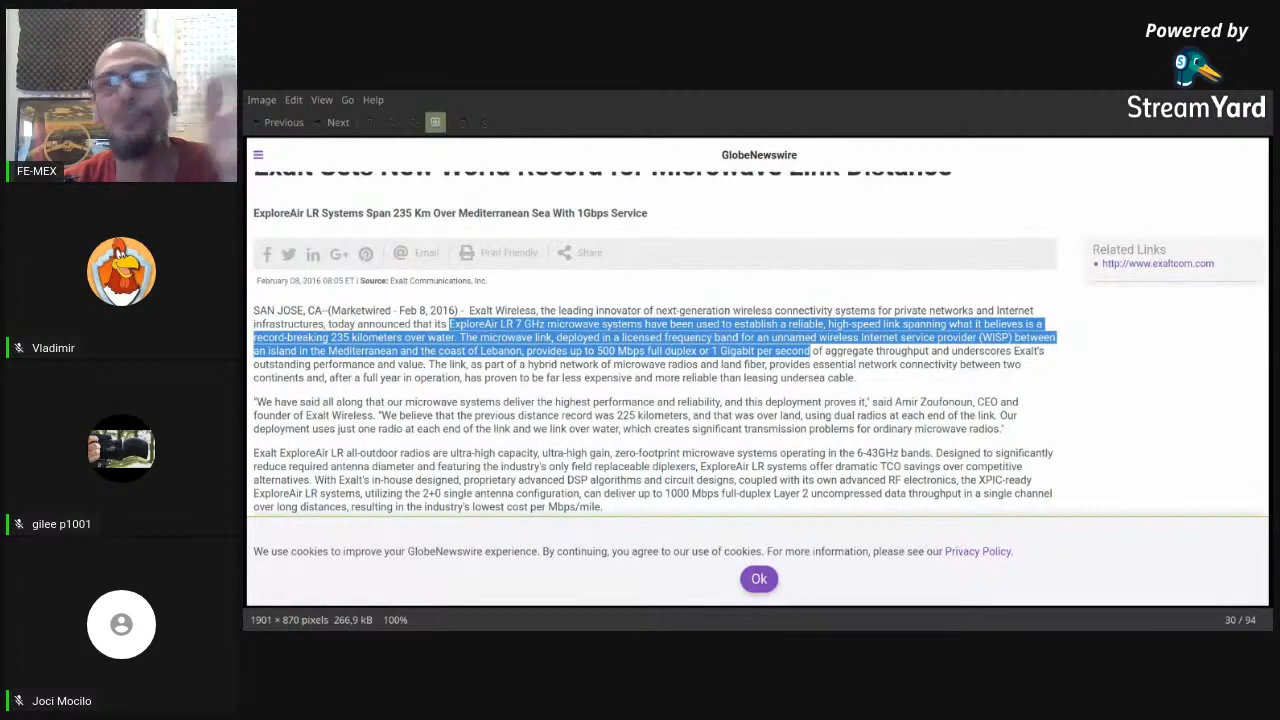 Powered by
StreamYard
FE-MEX
Vladimir
gilee p1001
Joci Mocilo
Image Edit View Go Help
Previous Next
GlobeNewswire
Exalt Sets New World Record for Microwave Link Distance
ExploreAir LR Systems Span 235 Km Over Mediterranean Sea With 1Gbps Service
Email Print Friendly Share
Related Links
http://www.exaltcom.com
February 08, 2016 08:05 ET | Source: Exalt Communications, Inc.
SAN JOSE, CA--(Marketwired - Feb 8, 2016) - Exalt Wireless, the leading innovator of next-generation wireless connectivity systems for private networks and Internet
infrastructures, today announced that its ExploreAir LR 7 GHz microwave systems have been used to establish a reliable, high-speed link spanning what it believes is a
record-breaking 235 kilometers over water. The microwave link, deployed in a licensed frequency band for an unnamed wireless Internet service provider (WISP) between
an island in the Mediterranean and the coast of Lebanon, provides up to 500 Mbps full duplex or 1 Gigabit per second of aggregate throughput and underscores Exalt's
outstanding performance and value. The link, as part of a hybrid network of microwave radios and land fiber, provides essential network connectivity between two
continents and, after a full year in operation, has proven to be far less expensive and more reliable than leasing undersea cable.
"We have said all along that our microwave systems deliver the highest performance and reliability, and this deployment proves it," said Amir Zoufonoun, CEO and
founder of Exalt Wireless. "We believe that the previous distance record was 225 kilometers, and that was over land, using dual radios at each end of the link. Our
deployment uses just one radio at each end of the link and we link over water, which creates significant transmission problems for ordinary microwave radios."
Exalt ExploreAir LR all-outdoor radios are ultra-high capacity, ultra-high gain, zero-footprint microwave systems operating in the 6-43GHz bands. Designed to significantly
reduce required antenna diameter and featuring the industry's only field replaceable diplexers, ExploreAir LR systems offer dramatic TCO savings over competitive
alternatives. With Exalt's in-house designed, proprietary advanced DSP algorithms and circuit designs, coupled with its own advanced RF electronics, the XPIC-ready
ExploreAir LR systems, utilizing the 2+0 single antenna configuration, can deliver up to 1000 Mbps full-duplex Layer 2 uncompressed data throughput in a single channel
over long distances, resulting in the industry's lowest cost per Mbps/mile.
We use cookies to improve your GlobeNewswire experience. By continuing, you agree to our use of cookies. For more information, please see our Privacy Policy.
Ok
1901 × 870 pixels 266,9 kB 100%
30 / 94